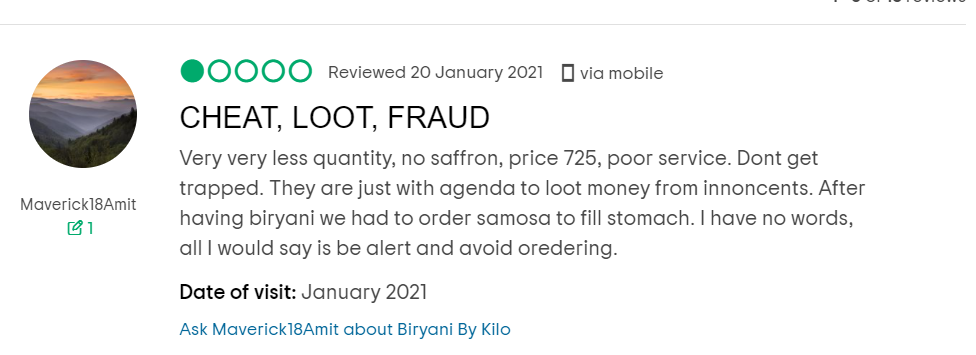 Reviewed 20 January 2021 via mobile
CHEAT, LOOT, FRAUD
Very very less quantity, no saffron, price 725, poor service. Dont get
trapped. They are just with agenda to loot money from innoncents. After
having biryani we had to order samosa to fill stomach. I have no words,
all I would say is be alert and avoid oredering.
Maverick18Amit
1
Date of visit: January 2021
Ask Maverick18Amit about Biryani By Kilo